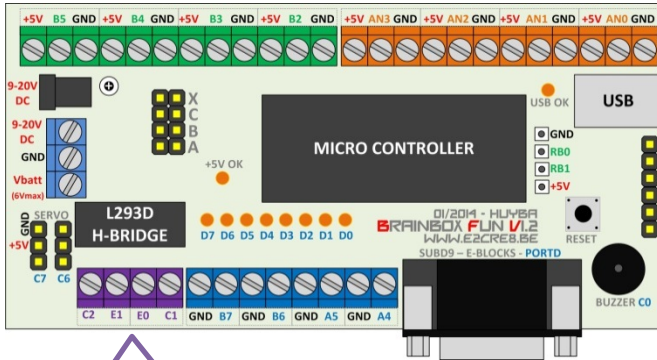 +5V B5 GND +5V B4 GND +5V B3 GND +5V B2 GND +5V AN3 GND +5V AN2 GND +5V AN1 GND +5V AN0 GND
9-20V
DC
9-20V
DC
GND
Vbatt
(6Vmax)
X
C
B
A
+5V OK
MICRO CONTROLLER
USB OK
USB
GND
RB0
RB1
+5V
SERVO
GND
+5V
C7 C6
L293D
H-BRIDGE
D7 D6 D5 D4 D3 D2 D1 D0
01/2014 - HUYBA
BRAINBOX FUN V1.2
WWW.E2CRE8.BE
SUBD9 – E-BLOCKS - PORTD
RESET
BUZZER C0
C2 E1 E0 C1 GND B7 GND B6 GND A5 GND A4